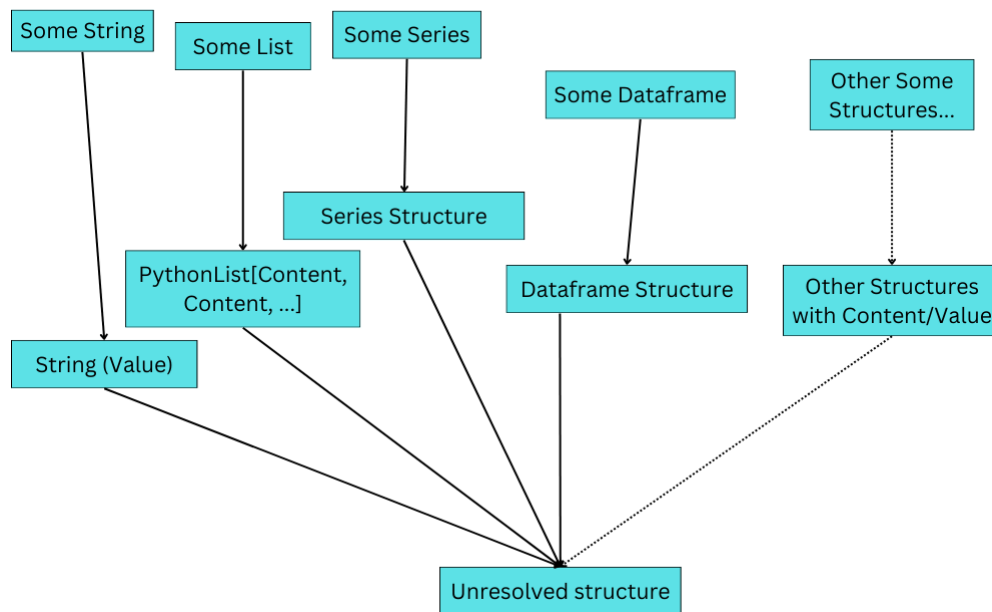 Some String
Some List
Some Series
Some Dataframe
Other Some
Structures...
Series Structure
PythonList[Content,
Content, ...]
Dataframe Structure
Other Structures
with Content/Value
String (Value)
Unresolved structure